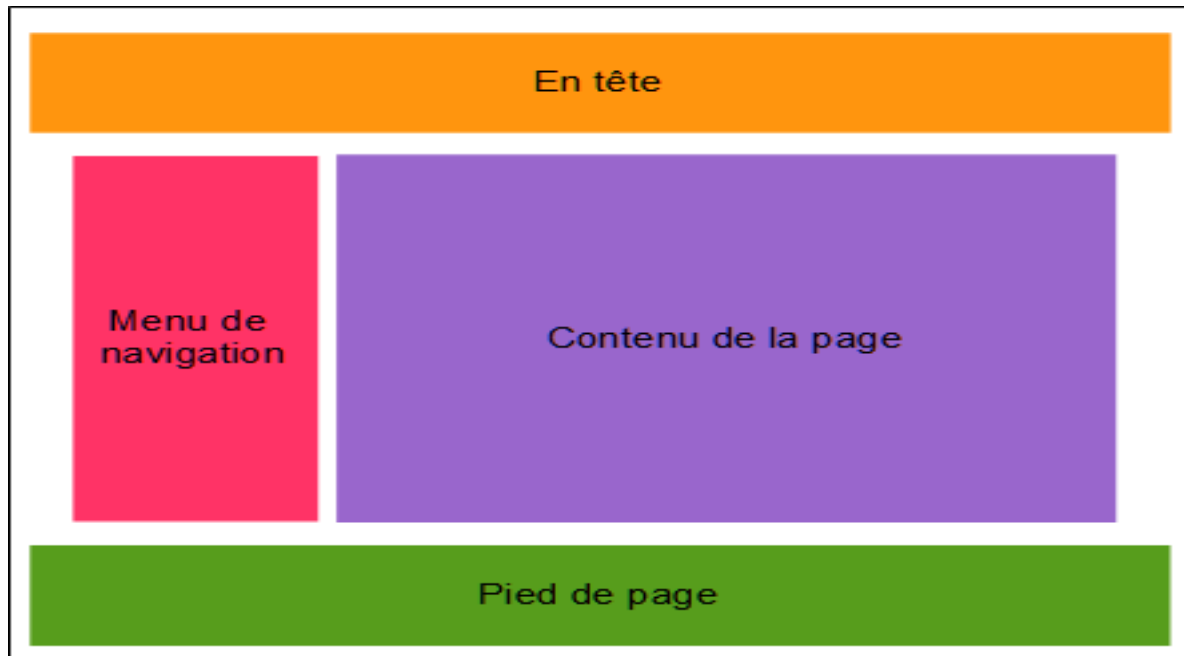 En tête
Menu de
navigation
Contenu de la page
Pied de page